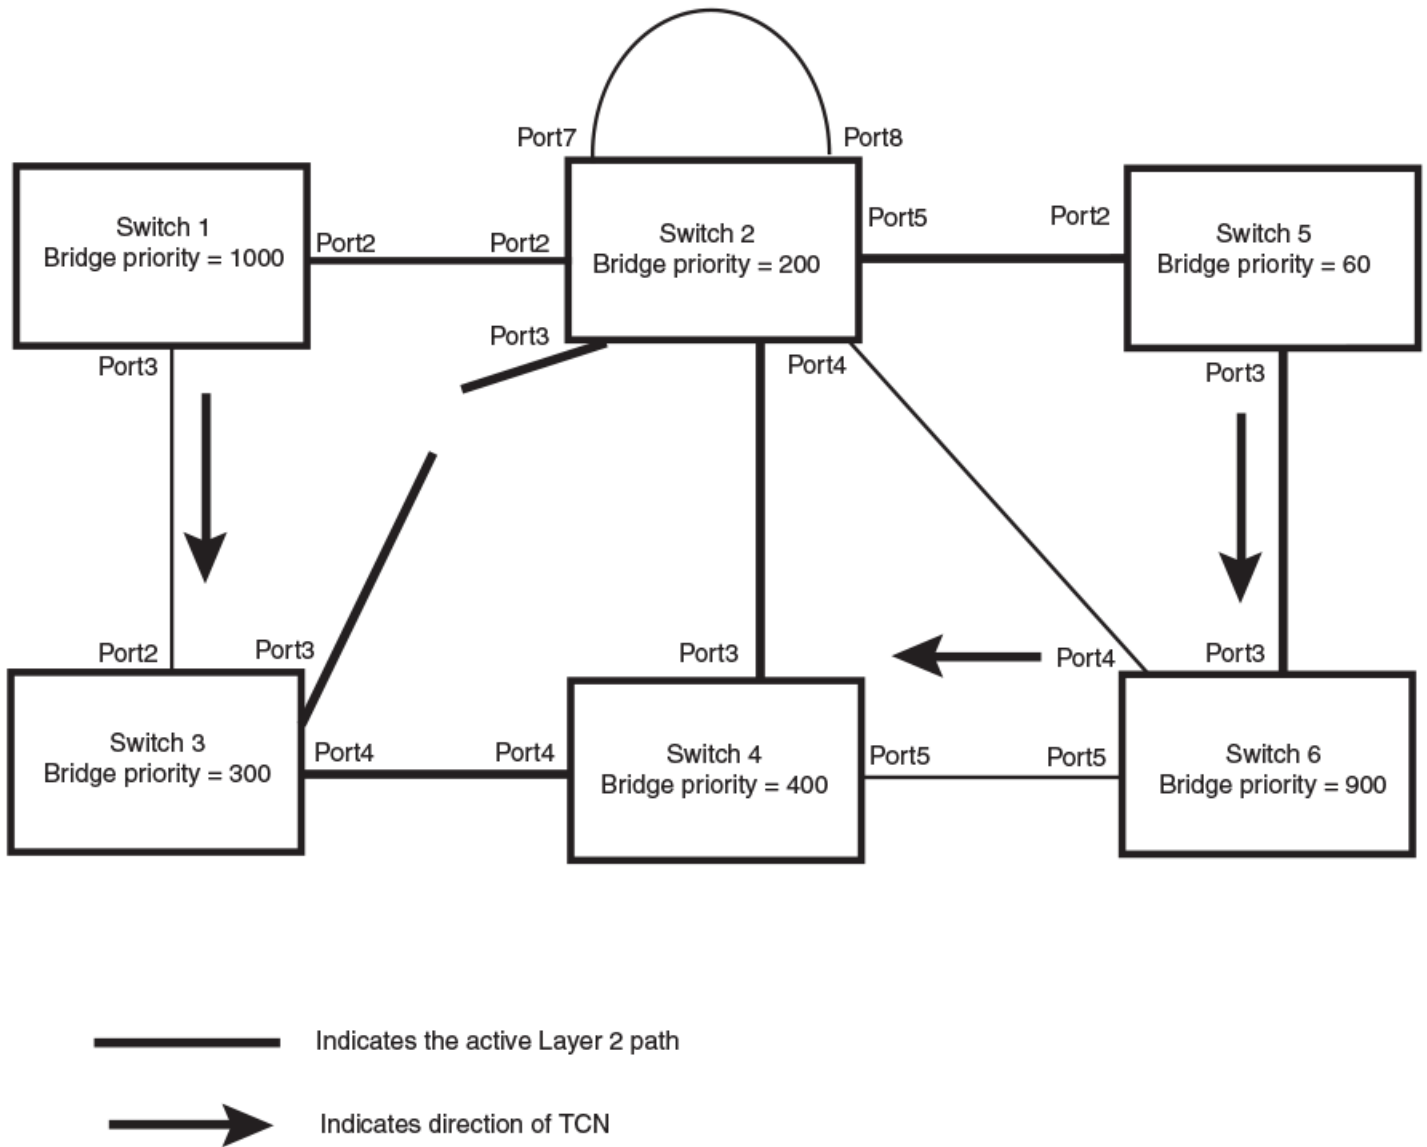 Port7
Port8
Switch 1
Bridge priority = 1000
Port2
Port2
Switch 2
Bridge priority = 200
Port5
Port2
Switch 5
Bridge priority = 60
Port3
Port3
Port4
Port3
Port2
Port3
Port3
Port4
Port3
Switch 3
Bridge priority = 300
Port4
Port4
Switch 4
Bridge priority = 400
Port5
Port5
Switch 6
Bridge priority = 900
Indicates the active Layer 2 path
Indicates direction of TCN